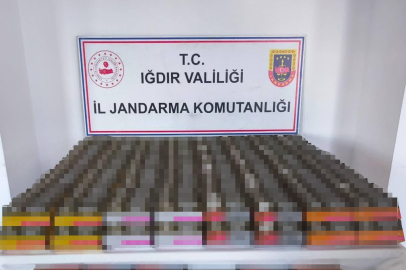 T.C.
IĞDIR VALİLİĞİ
İL JANDARMA KOMUTANLIĞI